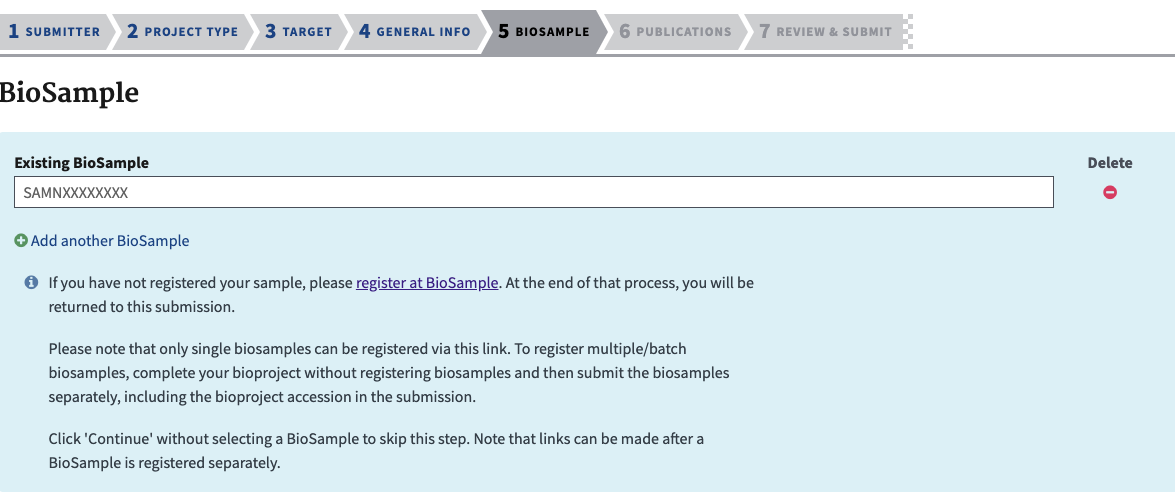 1 SUBMITTER 2 PROJECT TYPE 3 TARGET 4 GENERAL INFO 5 BIOSAMPLE 6 PUBLICATIONS 7 REVIEW & SUBMIT
BioSample
Existing BioSample Delete
SAMNXXXXXXXX
Add another BioSample
If you have not registered your sample, please register at BioSample. At the end of that process, you will be
returned to this submission.
Please note that only single biosamples can be registered via this link. To register multiple/batch
biosamples, complete your bioproject without registering biosamples and then submit the biosamples
separately, including the bioproject accession in the submission.
Click 'Continue' without selecting a BioSample to skip this step. Note that links can be made after a
BioSample is registered separately.